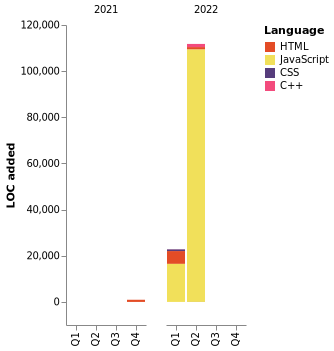 2021 2022
Language
HTML
JavaScript
CSS
C++
LOC added
120,000
100,000
80,000
60,000
40,000
20,000
0
Q1 Q2 Q3 Q4 Q1 Q2 Q3 Q4